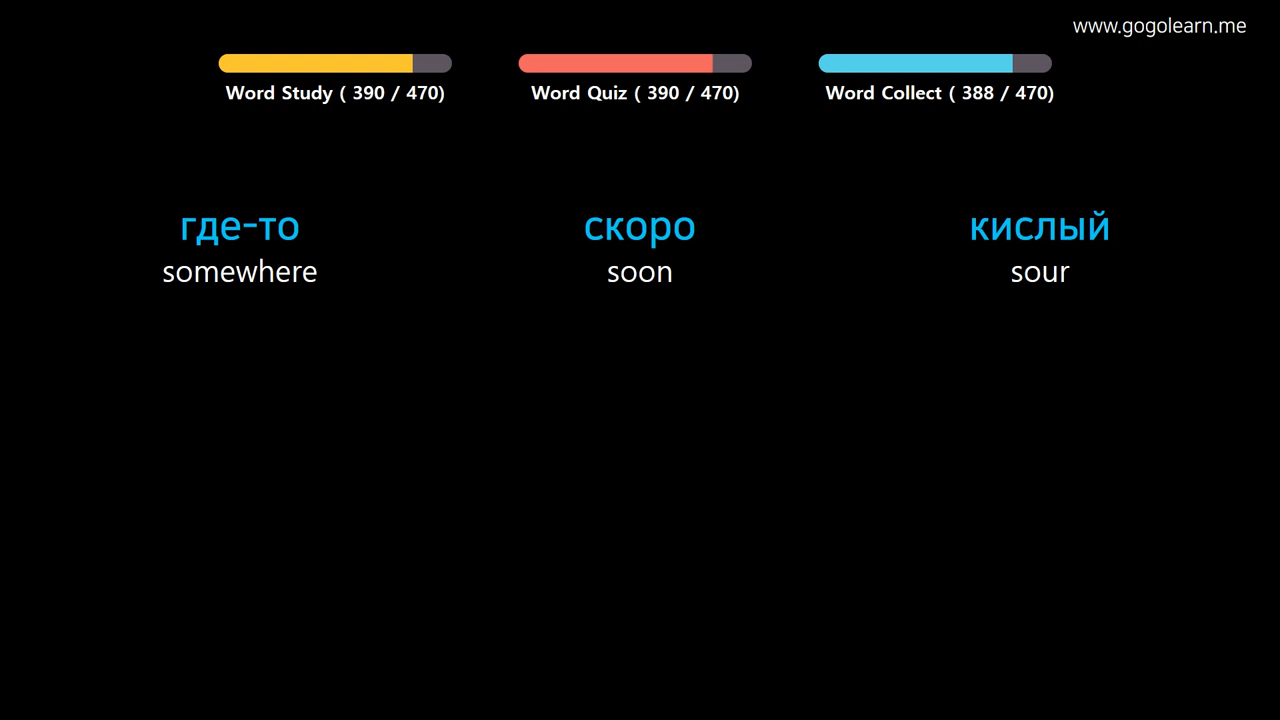 www.gogolearn.me
Word Study ( 390 / 470)
Word Quiz ( 390 / 470)
Word Collect ( 388 / 470)
где-то
somewhere
скоро
soon
кислый
sour